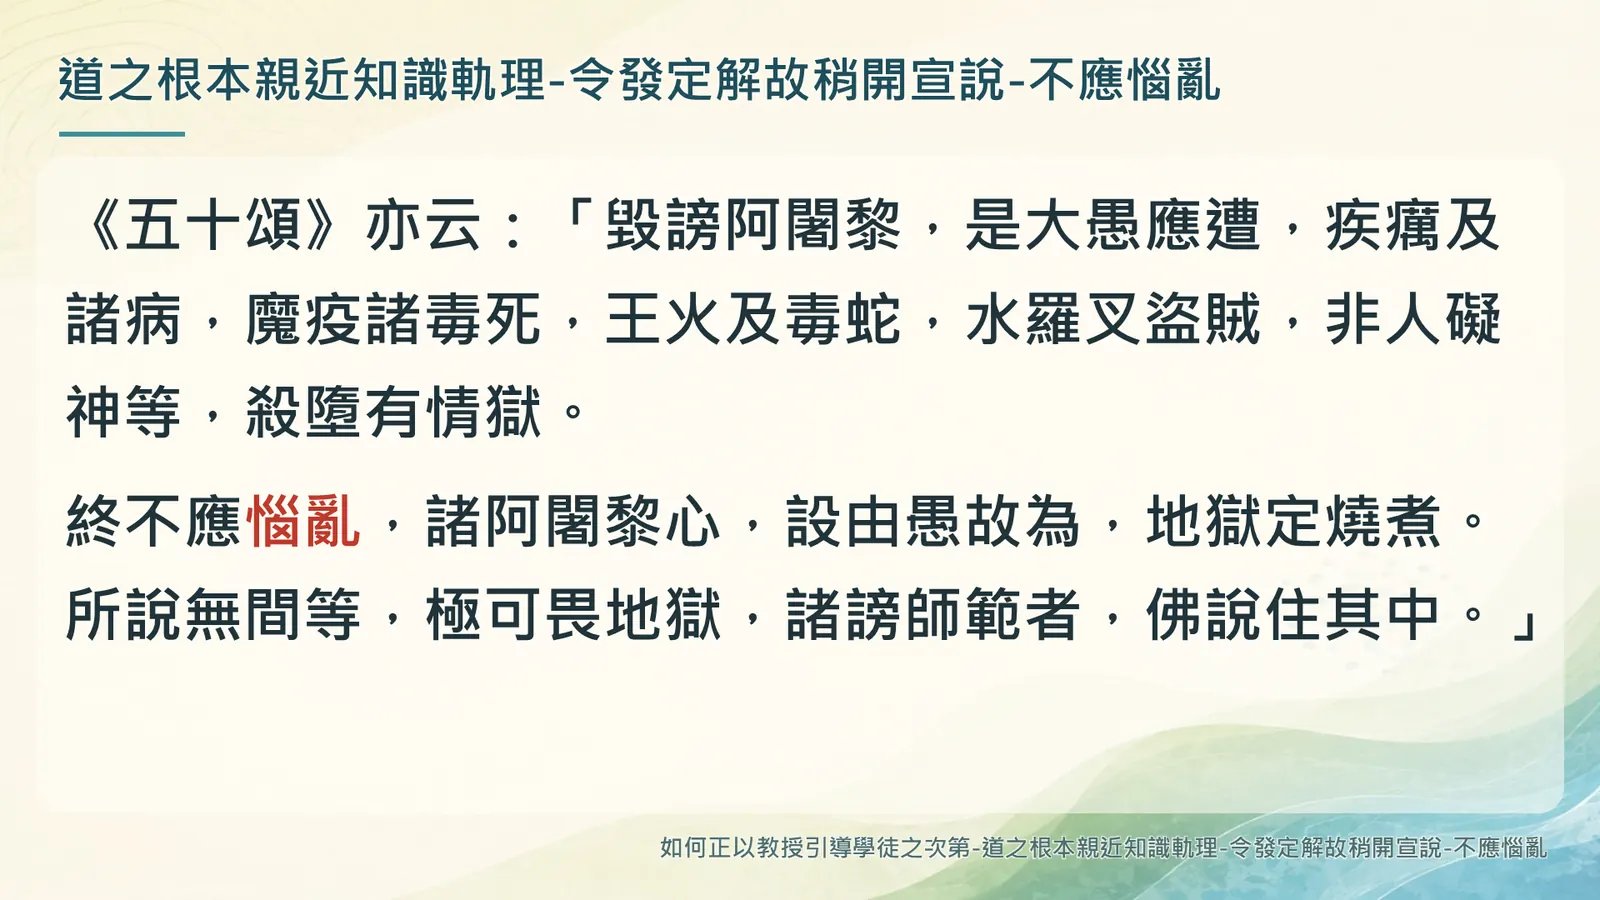 道之根本親近知識軌理-令發定解故稍開宣說-不應惱亂
《五十頌》亦云：「毀謗阿闍黎，是大愚應遭，疾癘及
諸病，魔疫諸毒死，王火及毒蛇，水羅叉盜賊，非人礙
神等，殺墮有情獄。
終不應惱亂，諸阿闍黎心，設由愚故為，地獄定燒煮。
所說無間等，極可畏地獄，諸謗師範者，佛說住其中。」
如何正以教授引導學徒之次第-道之根本親近知識軌理-令發定解故稍開宣說-不應惱亂